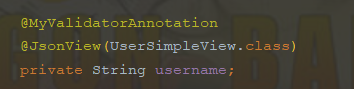 @MyValidatorAnnotation
@JsonView(UserSimpleView.class)
private String username;